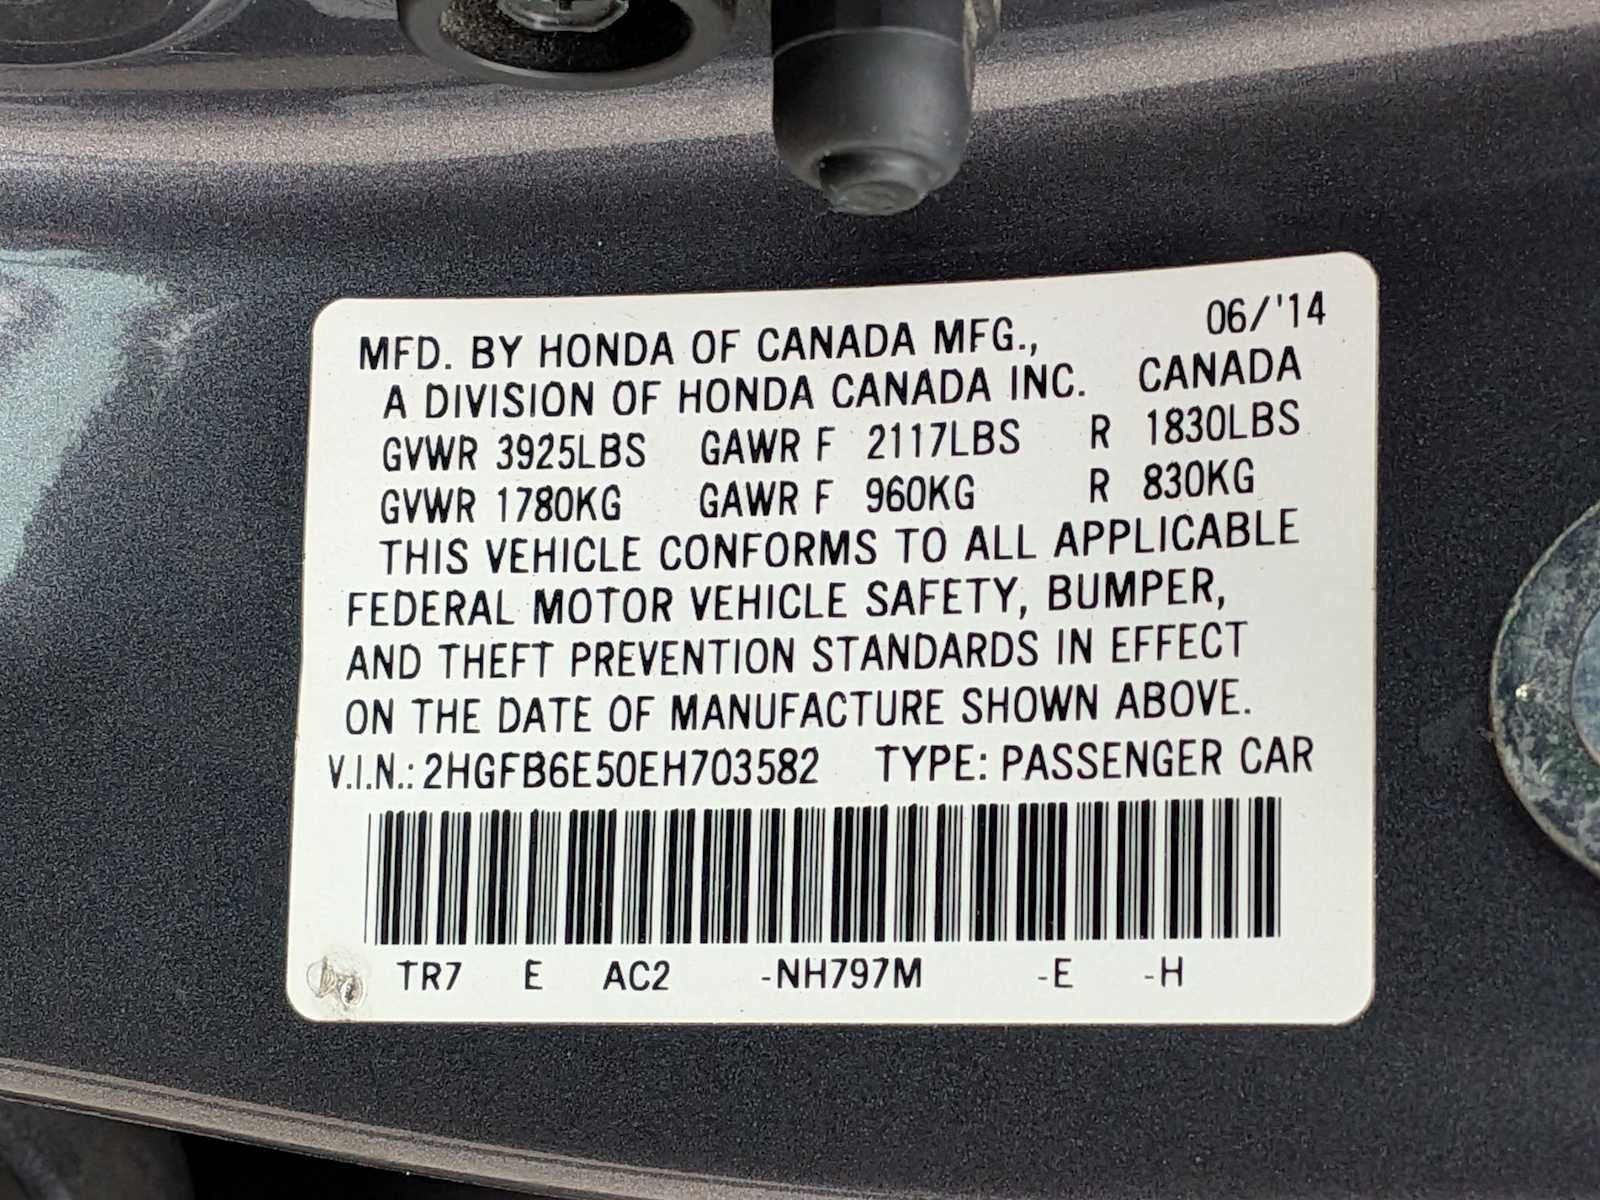 MFD. BY HONDA OF CANADA MFG., 06/'14
A DIVISION OF HONDA CANADA INC. CANADA
GVWR 3925LBS GAWR F 2117LBS R 1830LBS
GVWR 1780KG GAWR F 960KG R 830KG
THIS VEHICLE CONFORMS TO ALL APPLICABLE
FEDERAL MOTOR VEHICLE SAFETY, BUMPER,
AND THEFT PREVENTION STANDARDS IN EFFECT
ON THE DATE OF MANUFACTURE SHOWN ABOVE.
V.I.N.: 2HGFB6E50EH703582 TYPE: PASSENGER CAR
TR7 E AC2 -NH797M -E -H